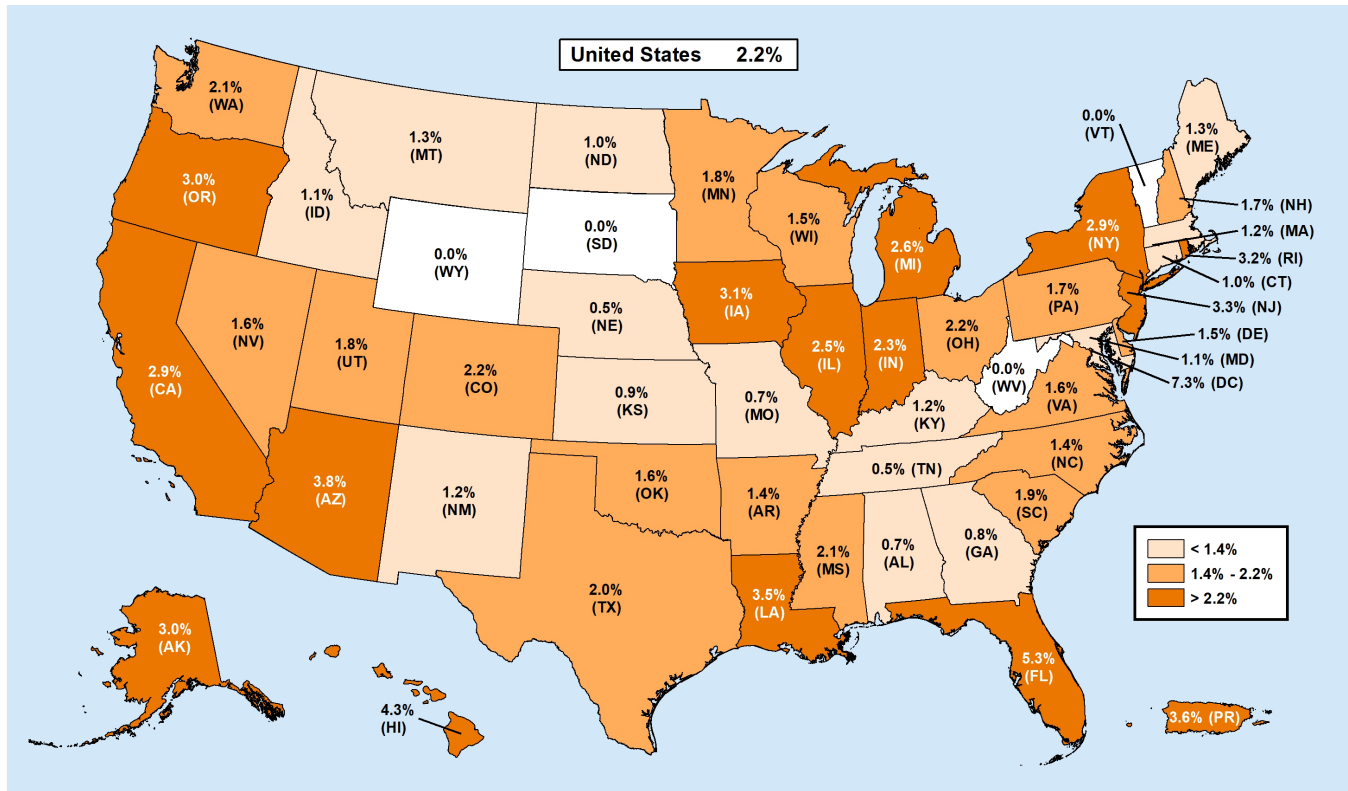 United States 2.2%
2.1%
(WA)
3.0%
(OR)
2.9%
(CA)
1.6%
(NV)
1.1%
(ID)
1.3%
(MT)
0.0%
(WY)
1.8%
(UT)
2.2%
(CO)
3.8%
(AZ)
1.2%
(NM)
1.0%
(ND)
0.0%
(SD)
0.5%
(NE)
0.9%
(KS)
1.6%
(OK)
2.0%
(TX)
1.8%
(MN)
3.1%
(IA)
0.7%
(MO)
1.4%
(AR)
3.5%
(LA)
1.5%
(WI)
2.5%
(IL)
2.6%
(MI)
2.3%
(IN)
2.2%
(OH)
1.2%
(KY)
0.5% (TN)
2.1%
(MS)
0.7%
(AL)
0.8%
(GA)
5.3%
(FL)
1.9%
(SC)
1.4%
(NC)
1.6%
(VA)
0.0%
(WV)
1.7%
(PA)
2.9%
(NY)
0.0%
(VT)
1.3%
(ME)
1.7% (NH)
1.2% (MA)
3.2% (RI)
1.0% (CT)
3.3% (NJ)
1.5% (DE)
1.1% (MD)
7.3% (DC)
3.0%
(AK)
4.3%
(HI)
3.6% (PR)
< 1.4%
1.4% - 2.2%
> 2.2%